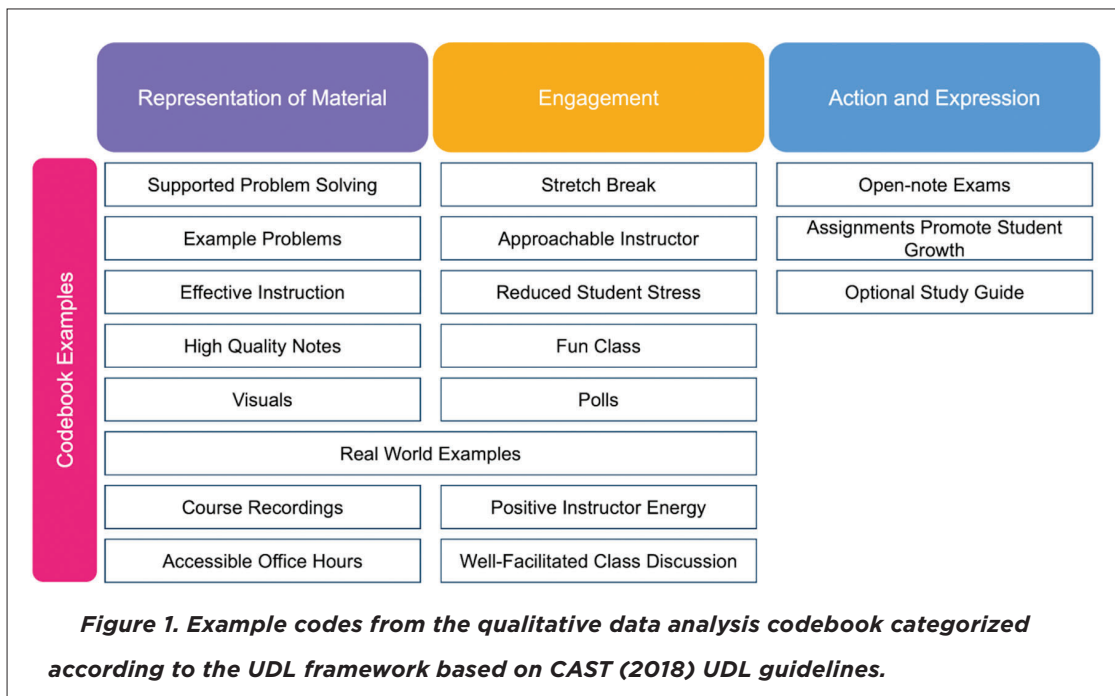 Representation of Material
Engagement
Action and Expression
Codebook Examples
Supported Problem Solving
Stretch Break
Open-note Exams
Example Problems
Approachable Instructor
Assignments Promote Student
Growth
Effective Instruction
Reduced Student Stress
Optional Study Guide
High Quality Notes
Fun Class
Visuals
Polls
Real World Examples
Course Recordings
Positive Instructor Energy
Accessible Office Hours
Well-Facilitated Class Discussion
Figure 1. Example codes from the qualitative data analysis codebook categorized
according to the UDL framework based on CAST (2018) UDL guidelines.